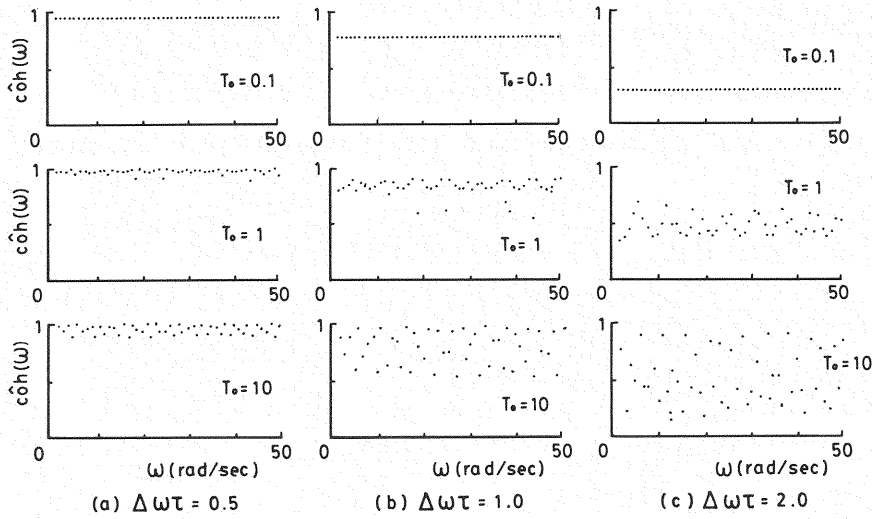 1 1 1
côh(ω) T₀=0.1 T₀=0.1 T₀=0.1
0 50 0 50 0 50
1 1 1
côh(ω) T₀=1 T₀=1 T₀=1
0 50 0 50 0 50
1 1 1
côh(ω) T₀=10 T₀=10 T₀=10
0 50 0 50 0 50
ω(rad/sec) ω(rad/sec) ω(rad/sec)
(a) Δωτ=0.5 (b) Δωτ=1.0 (c) Δωτ=2.0